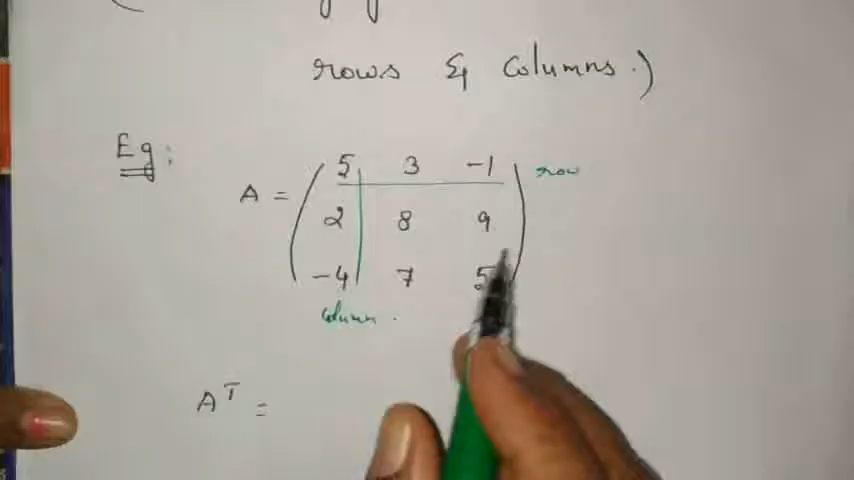 rows & columns.)
Eg:
A = ( 5 3 -1 row
2 8 9
-4 7 5 )
column.
A^T =